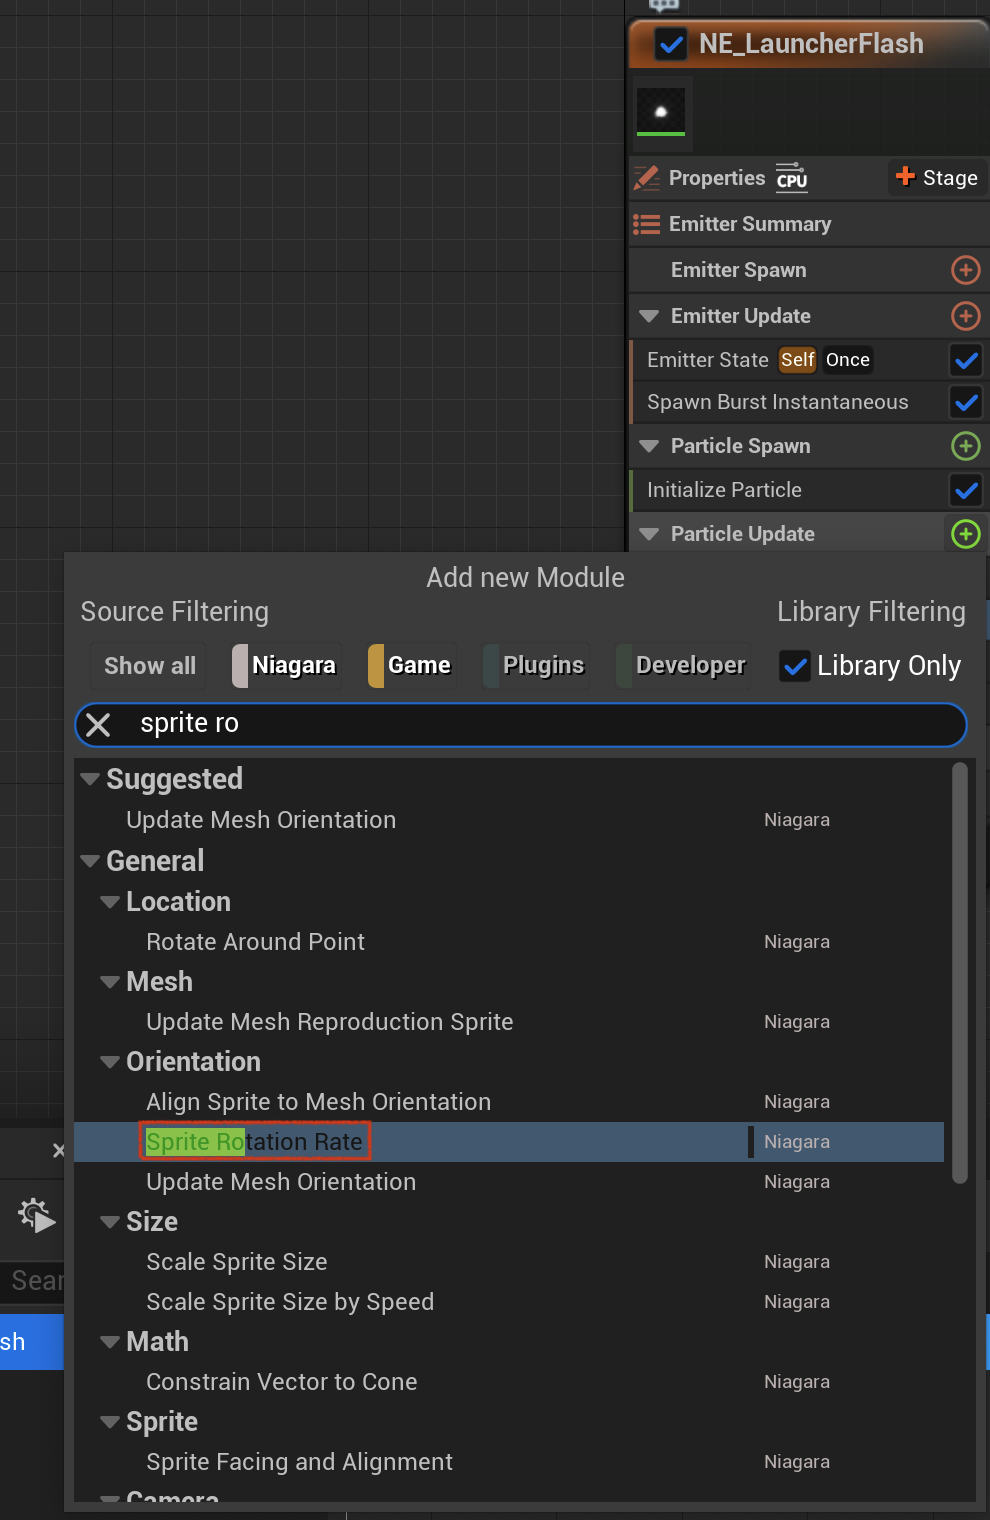 NE_LauncherFlash
Properties CPU Stage
Emitter Summary
Emitter Spawn
Emitter Update
Emitter State Self Once
Spawn Burst Instantaneous
Particle Spawn
Initialize Particle
Particle Update
Add new Module
Source Filtering Library Filtering
Show all Niagara Game Plugins Developer Library Only
sprite ro
Suggested
Update Mesh Orientation Niagara
General
Location
Rotate Around Point Niagara
Mesh
Update Mesh Reproduction Sprite Niagara
Orientation
Align Sprite to Mesh Orientation Niagara
Sprite Rotation Rate Niagara
Update Mesh Orientation Niagara
Size
Scale Sprite Size Niagara
Sear
Scale Sprite Size by Speed Niagara
sh
Math
Constrain Vector to Cone Niagara
Sprite
Sprite Facing and Alignment Niagara
Camera